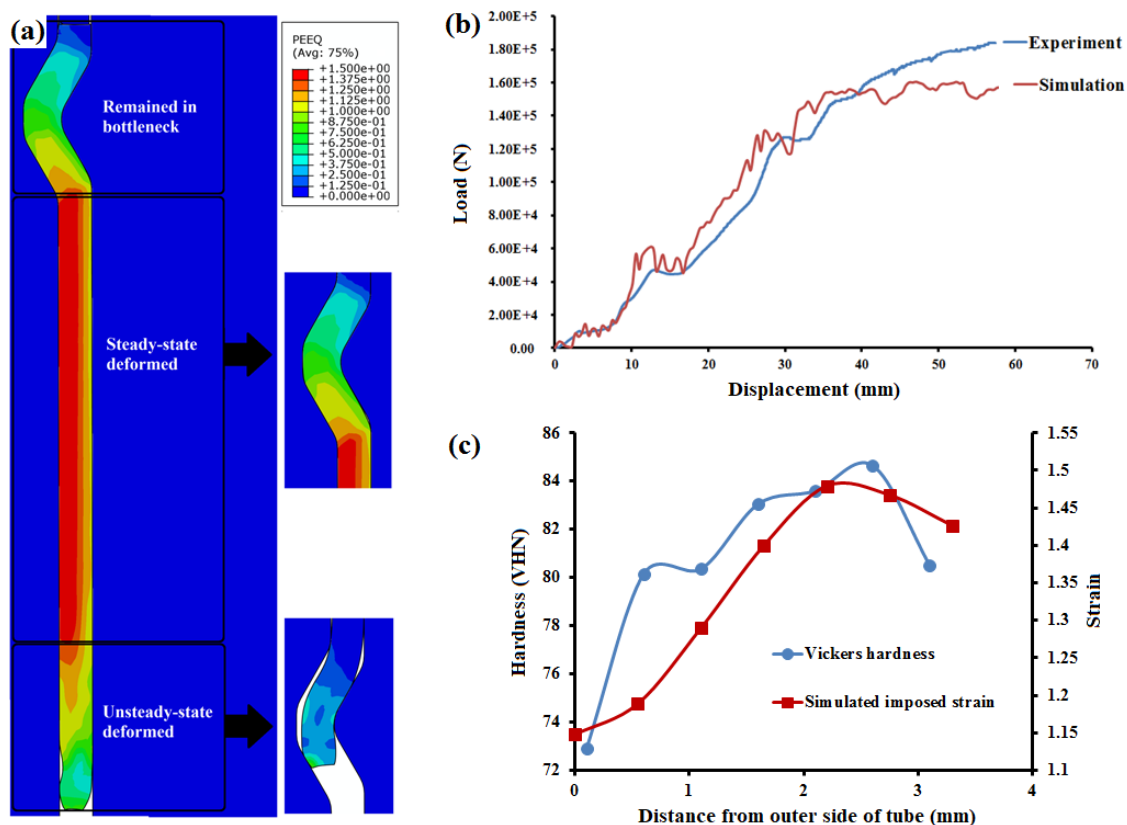 (a)
Remained in
bottleneck
Steady-state
deformed
Unsteady-state
deformed
PEEQ
(Avg: 75%)
+1.500e+00
+1.375e+00
+1.250e+00
+1.125e+00
+1.000e+00
+8.750e-01
+7.500e-01
+6.250e-01
+5.000e-01
+3.750e-01
+2.500e-01
+1.250e-01
+0.000e+00
(b)
2.00E+5
1.80E+5
1.60E+5
1.40E+5
1.20E+5
1.00E+5
8.00E+4
6.00E+4
4.00E+4
2.00E+4
0.00
Load (N)
Experiment
Simulation
0 10 20 30 40 50 60 70
Displacement (mm)
(c)
86
84
82
80
78
76
74
72
Hardness (VHN)
1.55
1.5
1.45
1.4
1.35
1.3
1.25
1.2
1.15
1.1
Strain
Vickers hardness
Simulated imposed strain
0 1 2 3 4
Distance from outer side of tube (mm)